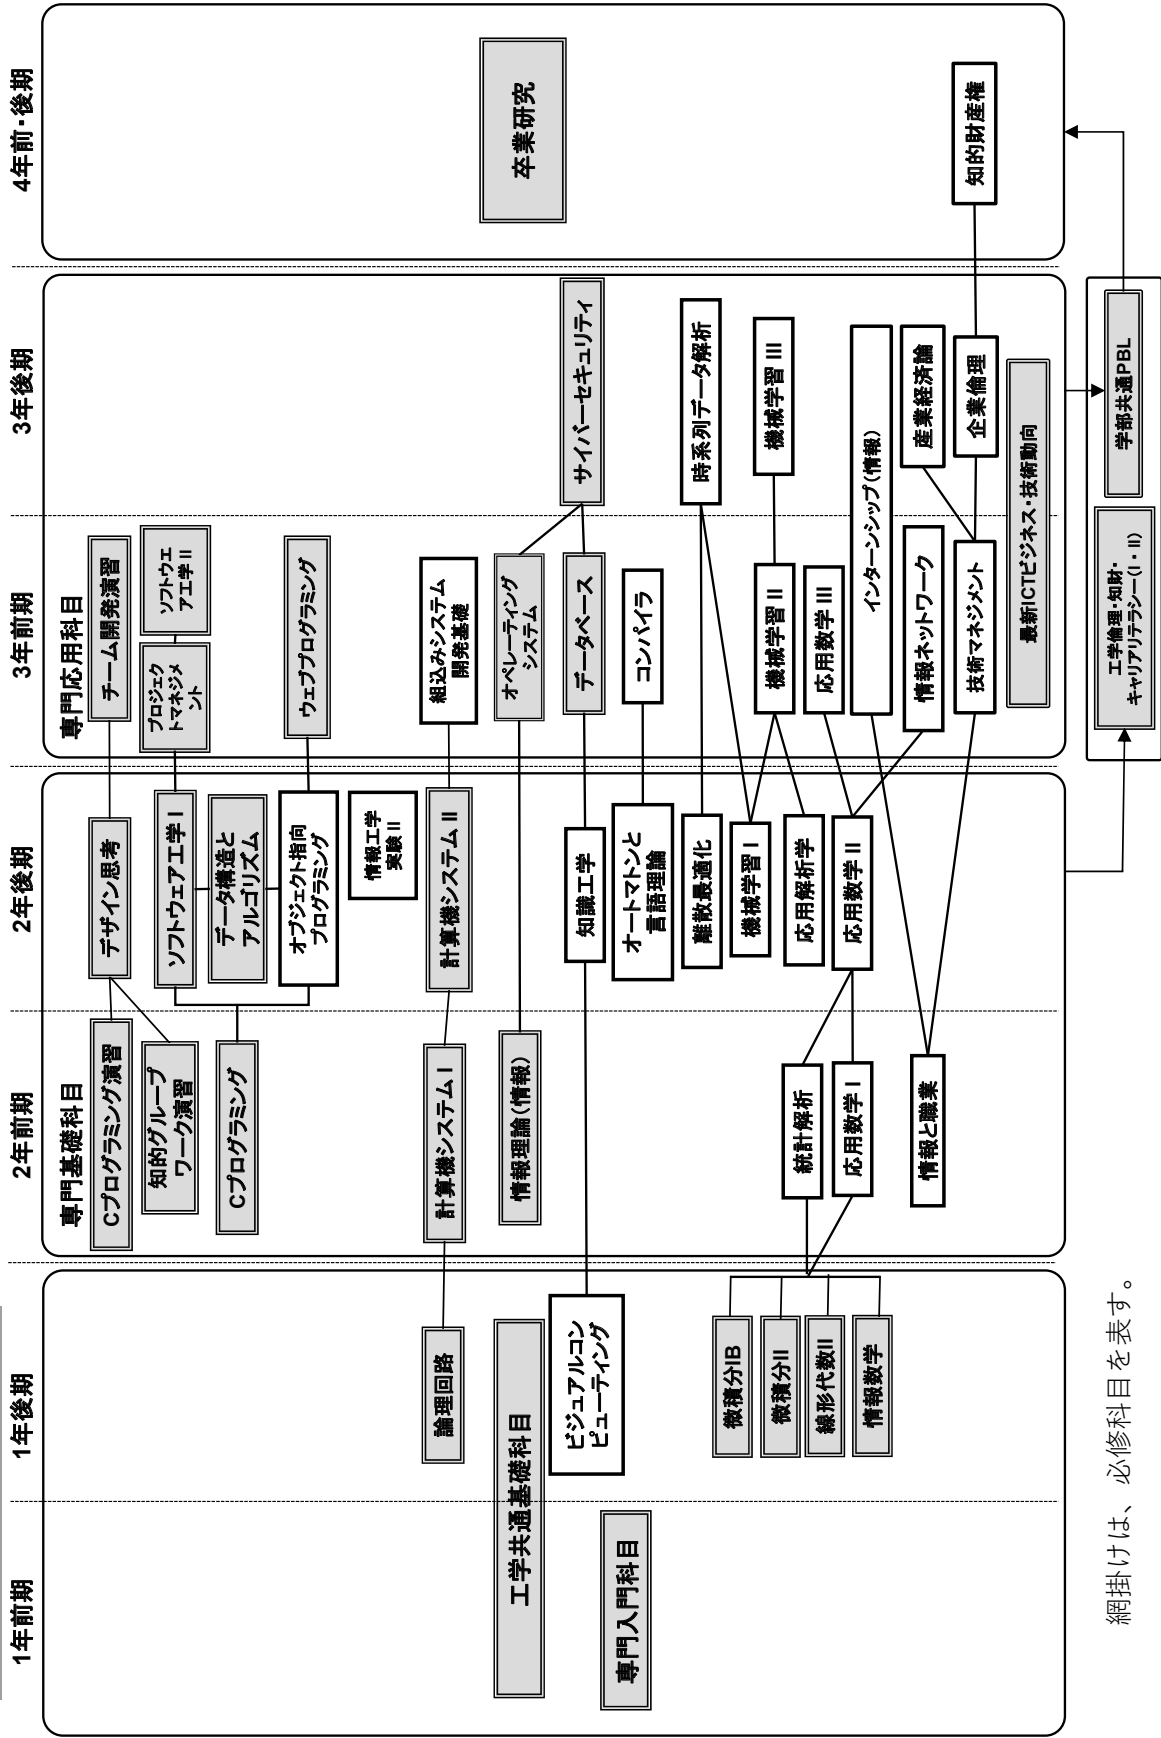 1年前期
1年後期
2年前期
2年後期
3年前期
3年後期
4年前・後期
専門基礎科目
専門応用科目
工学共通基礎科目
専門入門科目
論理回路
ビジュアルコン
ピューティング
微積分IB
微積分II
線形代数II
情報数学
Cプログラミング演習
知的グループ
ワーク演習
Cプログラミング
計算機システム I
情報理論(情報)
統計解析
応用数学 I
情報と職業
デザイン思考
ソフトウェア工学 I
データ構造と
アルゴリズム
オブジェクト指向
プログラミング
情報工学
実験 II
計算機システム II
知識工学
オートマトンと
言語理論
離散最適化
機械学習 I
応用解析学
応用数学 II
チーム開発演習
プロジェク
トマネジメ
ント
ソフトウエ
ア工学 II
ウェブプログラミング
組込みシステム
開発基礎
オペレーティング
システム
データベース
コンパイラ
機械学習 II
応用数学 III
インターンシップ(情報)
情報ネットワーク
技術マネジメント
最新ICTビジネス・技術動向
サイバーセキュリティ
時系列データ解析
機械学習 III
産業経済論
企業倫理
卒業研究
知的財産権
工学倫理・知財・
キャリアリテラシー(I・II)
学部共通PBL
網掛けは、必修科目を表す。